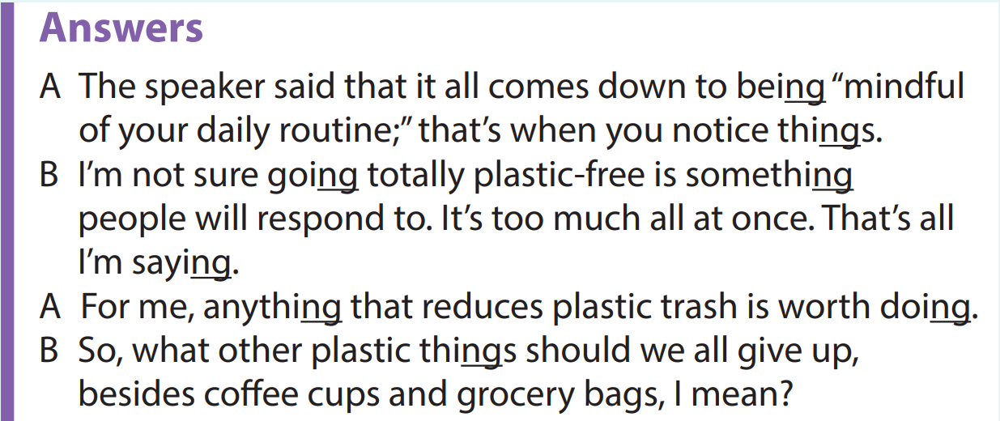 Answers
A The speaker said that it all comes down to being “mindful
of your daily routine;” that’s when you notice things.
B I’m not sure going totally plastic-free is something
people will respond to. It’s too much all at once. That’s all
I’m saying.
A For me, anything that reduces plastic trash is worth doing.
B So, what other plastic things should we all give up,
besides coffee cups and grocery bags, I mean?